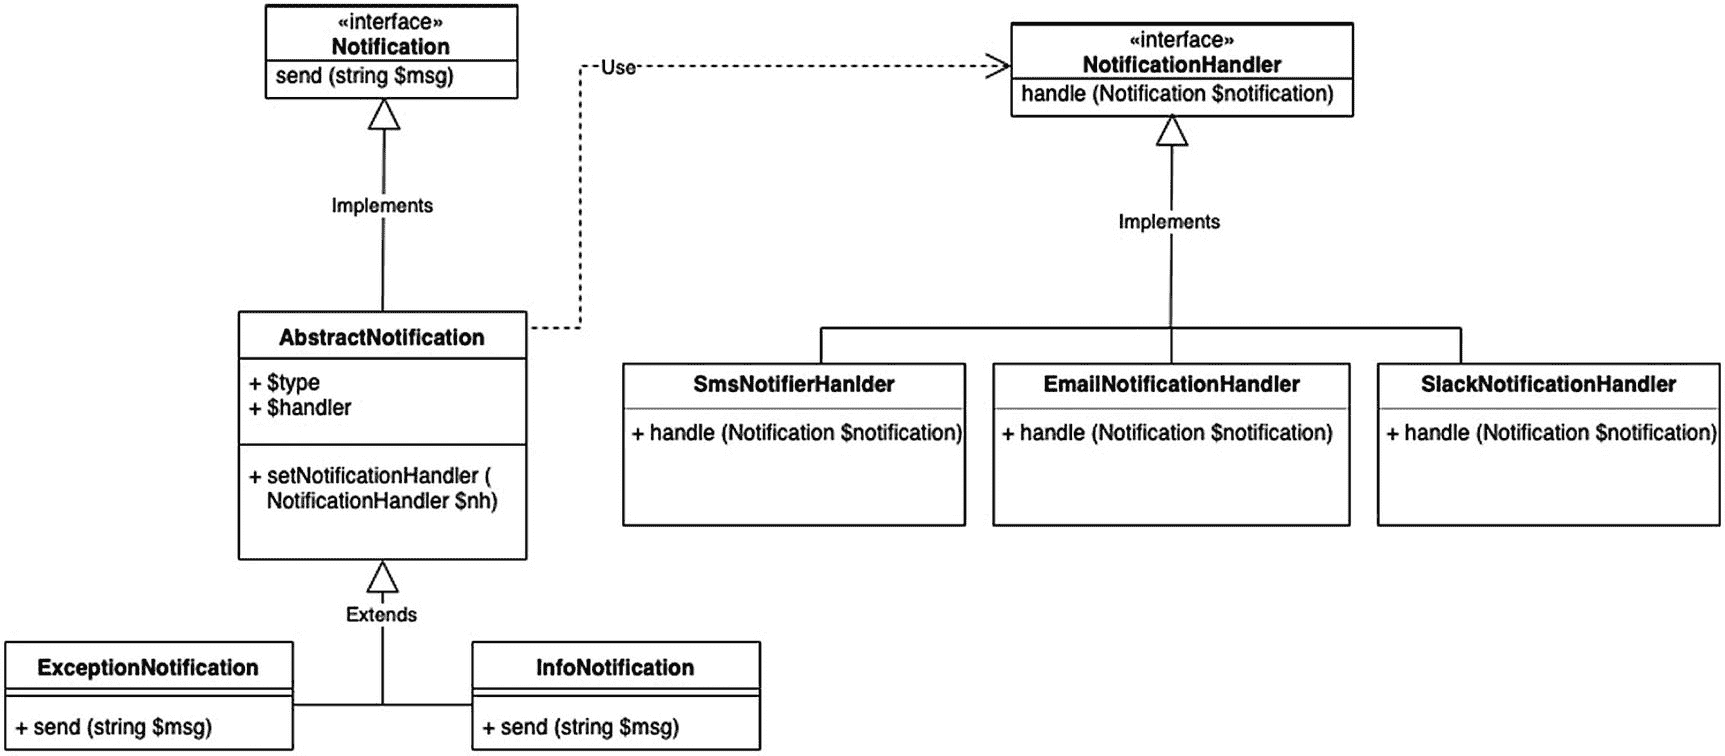 «interface»
Notification
send (string $msg)
Use
«interface»
NotificationHandler
handle (Notification $notification)
Implements
Implements
AbstractNotification
+ $type
+ $handler
+ setNotificationHandler (
NotificationHandler $nh)
SmsNotifierHanlder
+ handle (Notification $notification)
EmailNotificationHandler
+ handle (Notification $notification)
SlackNotificationHandler
+ handle (Notification $notification)
Extends
ExceptionNotification
+ send (string $msg)
InfoNotification
+ send (string $msg)